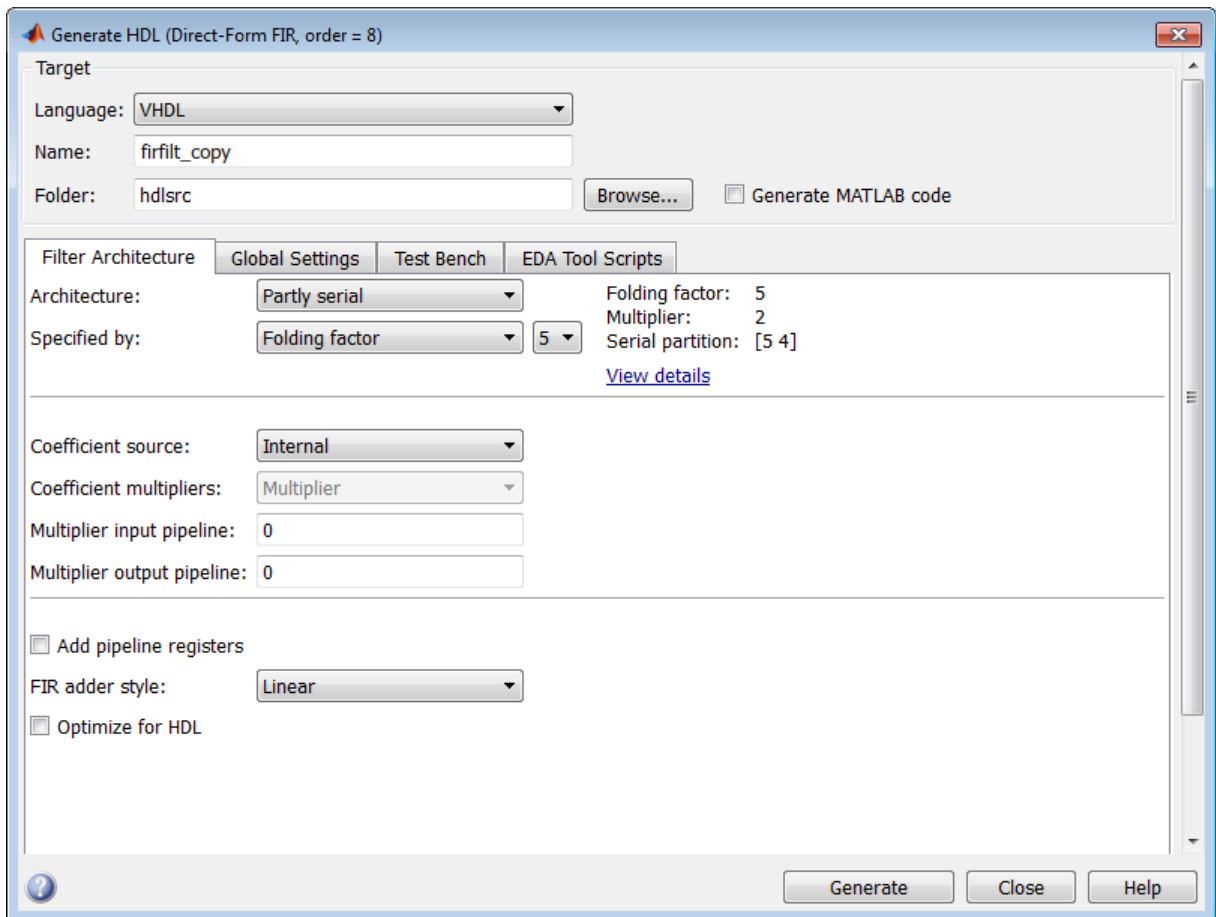 Generate HDL (Direct-Form FIR, order = 8)
Target
Language: VHDL
Name: firfilt_copy
Folder: hdlsrc Browse... Generate MATLAB code
Filter Architecture Global Settings Test Bench EDA Tool Scripts
Architecture: Partly serial Folding factor: 5
Multiplier: 2
Specified by: Folding factor 5 Serial partition: [5 4]
View details
Coefficient source: Internal
Coefficient multipliers: Multiplier
Multiplier input pipeline: 0
Multiplier output pipeline: 0
Add pipeline registers
FIR adder style: Linear
Optimize for HDL
? Generate Close Help